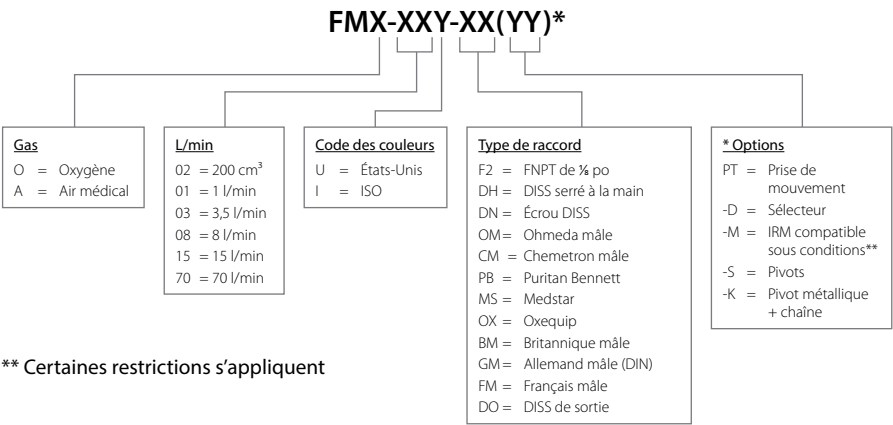 FMX-XXY-XX(YY)*
Gas
O = Oxygène
A = Air médical
L/min
02 = 200 cm³
01 = 1 l/min
03 = 3,5 l/min
08 = 8 l/min
15 = 15 l/min
70 = 70 l/min
Code des couleurs
U = États-Unis
I = ISO
Type de raccord
F2 = FNPT de ⅛ po
DH = DISS serré à la main
DN = Écrou DISS
OM = Ohmeda mâle
CM = Chemetron mâle
PB = Puritan Bennett
MS = Medstar
OX = Oxequip
BM = Britannique mâle
GM = Allemand mâle (DIN)
FM = Français mâle
DO = DISS de sortie
* Options
PT = Prise de
mouvement
-D = Sélecteur
-M = IRM compatible
sous conditions**
-S = Pivots
-K = Pivot métallique
+ chaîne
** Certaines restrictions s’appliquent